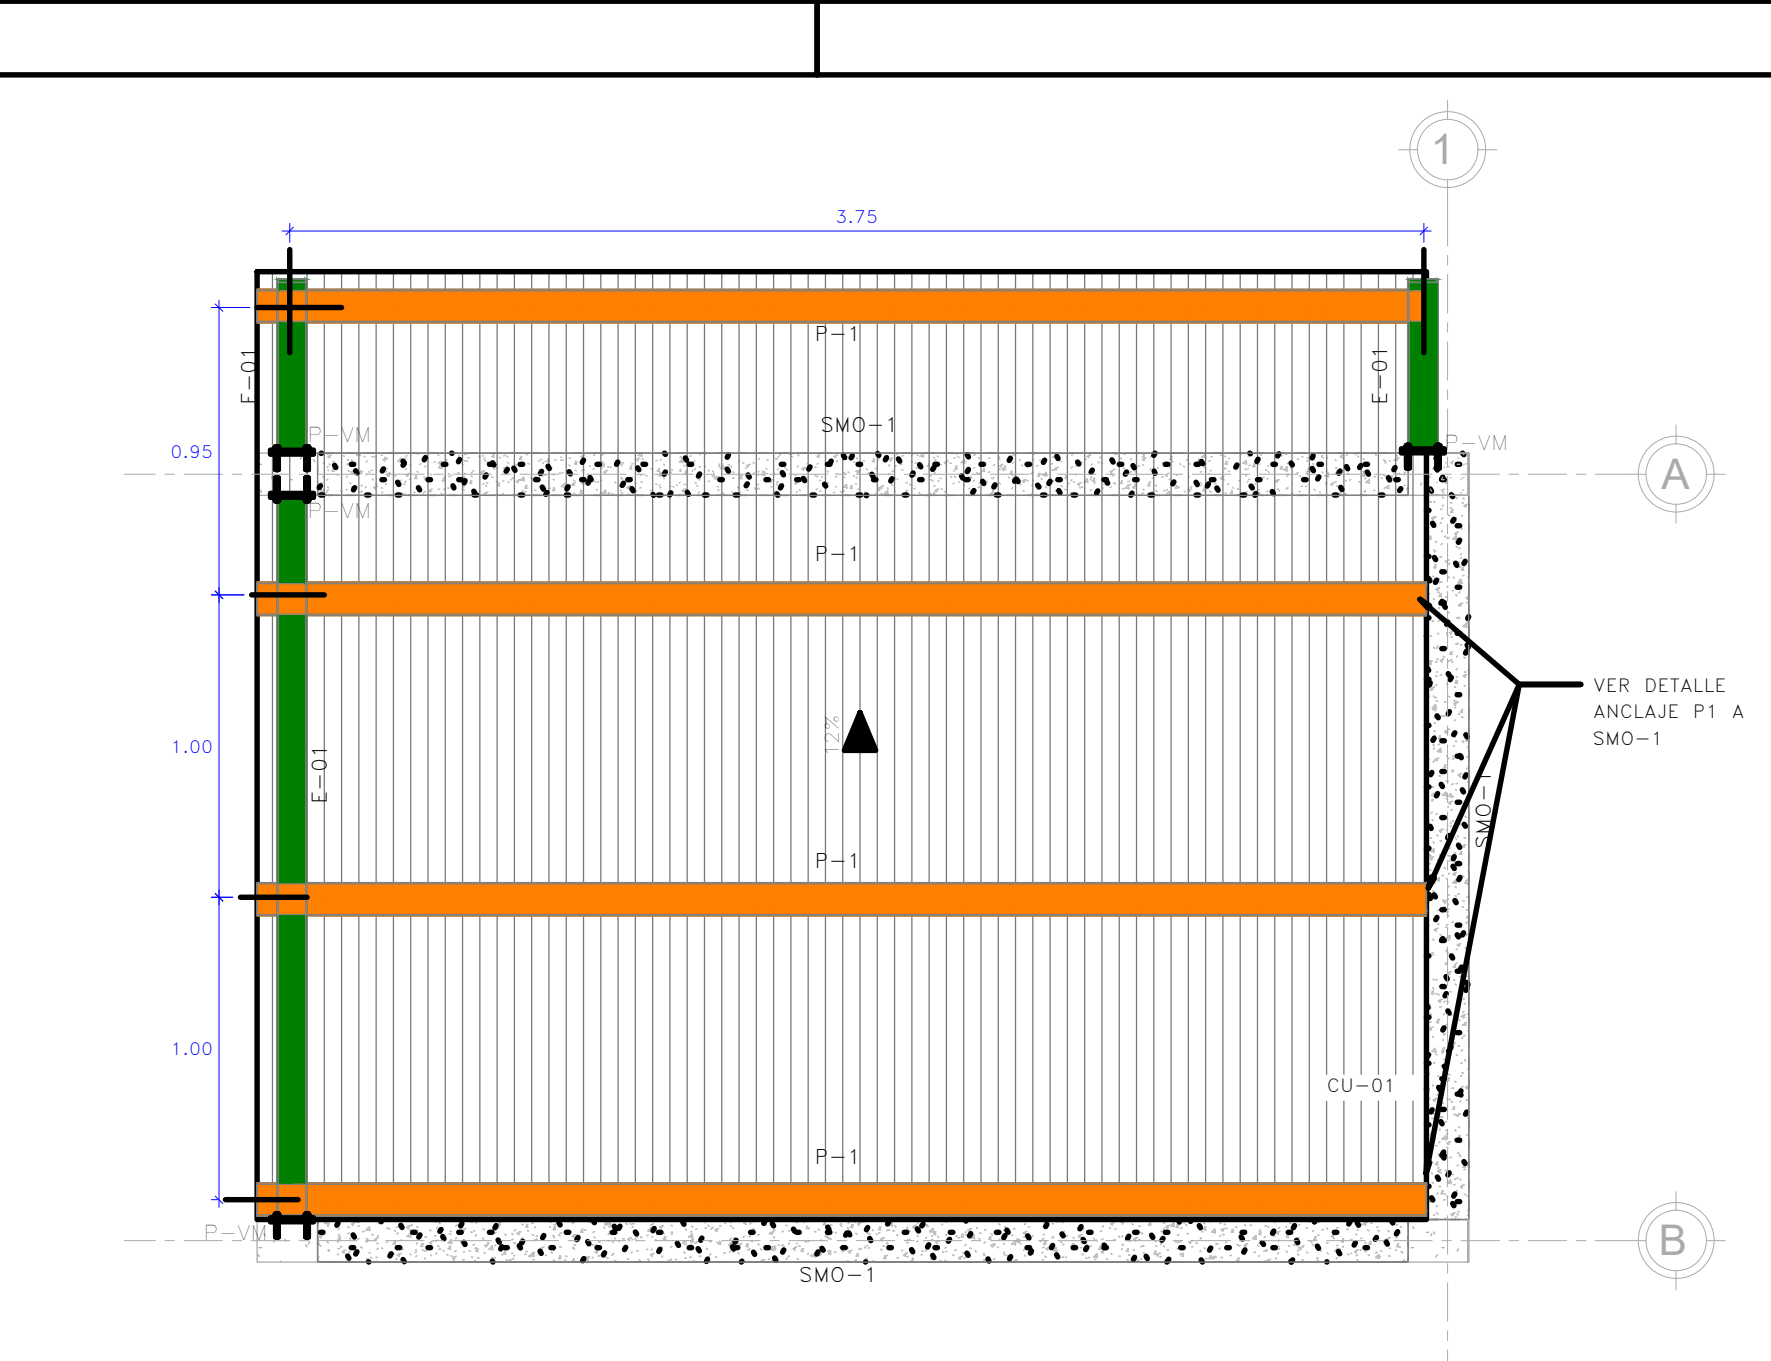 1
3.75
P-1
E-01
E-01
SMO-1
P-VM
P-VM
0.95
A
P-VM
P-1
VER DETALLE
ANCLAJE P1 A
SMO-1
12%
1.00
E-01
SMO-1
P-1
1.00
CU-01
P-1
P-VM
B
SMO-1